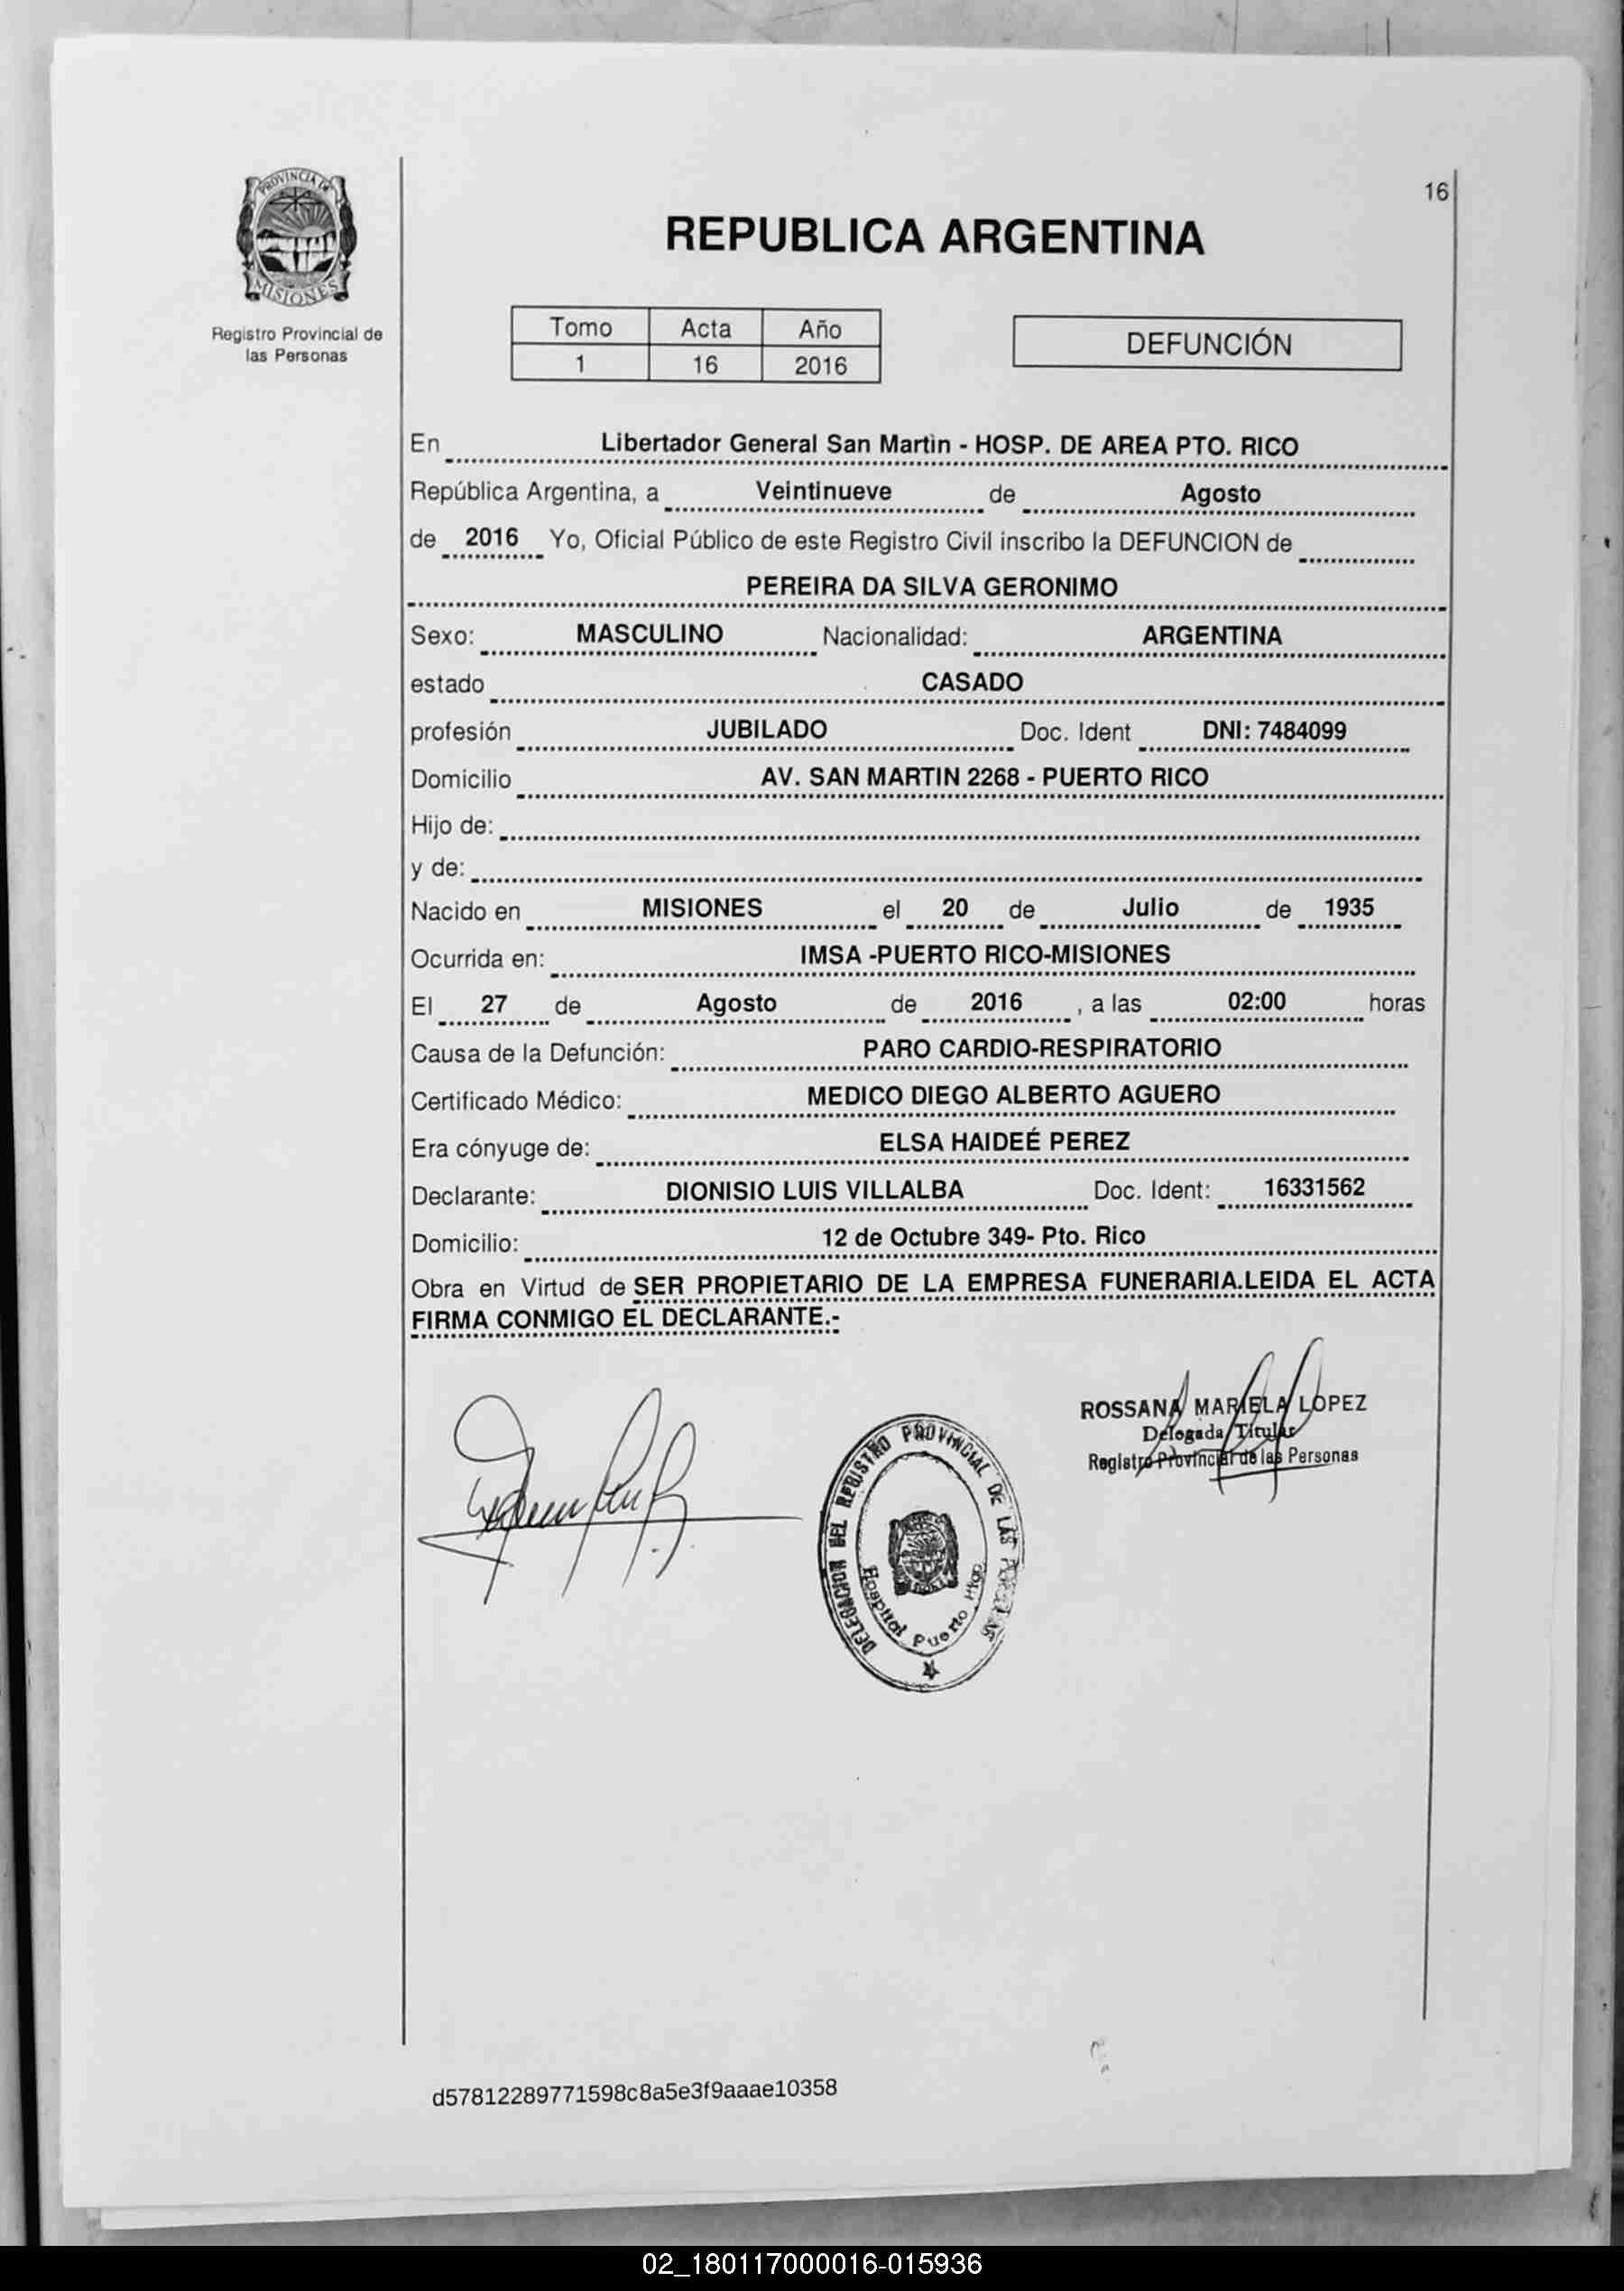 16
PROVINCIA DE
MISIONES
Registro Provincial de
las Personas
REPUBLICA ARGENTINA
Tomo Acta Año
1 16 2016
DEFUNCIÓN
En Libertador General San Martìn - HOSP. DE AREA PTO. RICO
República Argentina, a Veintinueve de Agosto
de 2016 Yo, Oficial Público de este Registro Civil inscribo la DEFUNCION de
PEREIRA DA SILVA GERONIMO
Sexo: MASCULINO Nacionalidad: ARGENTINA
estado CASADO
profesión JUBILADO Doc. Ident DNI: 7484099
Domicilio AV. SAN MARTIN 2268 - PUERTO RICO
Hijo de:
y de:
Nacido en MISIONES el 20 de Julio de 1935
Ocurrida en: IMSA -PUERTO RICO-MISIONES
El 27 de Agosto de 2016 , a las 02:00 horas
Causa de la Defunción: PARO CARDIO-RESPIRATORIO
Certificado Médico: MEDICO DIEGO ALBERTO AGUERO
Era cónyuge de: ELSA HAIDEÉ PEREZ
Declarante: DIONISIO LUIS VILLALBA Doc. Ident: 16331562
Domicilio: 12 de Octubre 349- Pto. Rico
Obra en Virtud de SER PROPIETARIO DE LA EMPRESA FUNERARIA.LEIDA EL ACTA
FIRMA CONMIGO EL DECLARANTE.-
ROSSANA MARIELA LOPEZ
Delegada Titular
Registro Provincial de las Personas
DELEGACION DEL REGISTRO PROVINCIAL DE LAS PERSONAS
Hospital Puerto Rico
d57812289771598c8a5e3f9aaae10358
02_180117000016-015936